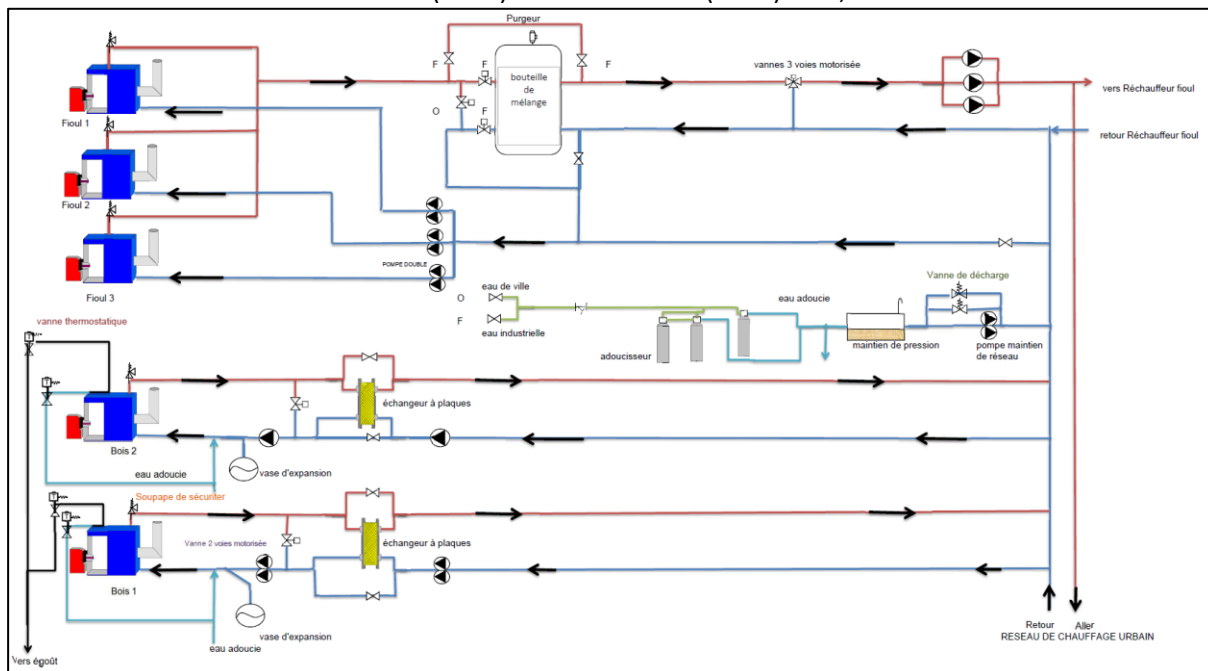 Purgeur
F
F
F
bouteille
de
mélange
vannes 3 voies motorisée
vers Réchauffeur fioul
Fioul 1
O
F
retour Réchauffeur fioul
Fioul 2
POMPE DOUBLE
Fioul 3
O
eau de ville
F
eau industrielle
adoucisseur
eau adoucie
Vanne de décharge
maintien de pression
pompe maintien
de réseau
vanne thermostatique
T
T
échangeur à plaques
Bois 2
eau adoucie
vase d'expansion
Soupape de sécuriter
T
T
Vanne 2 voies motorisée
échangeur à plaques
Bois 1
vase d'expansion
eau adoucie
Retour
Aller
RESEAU DE CHAUFFAGE URBAIN
Vers égoût